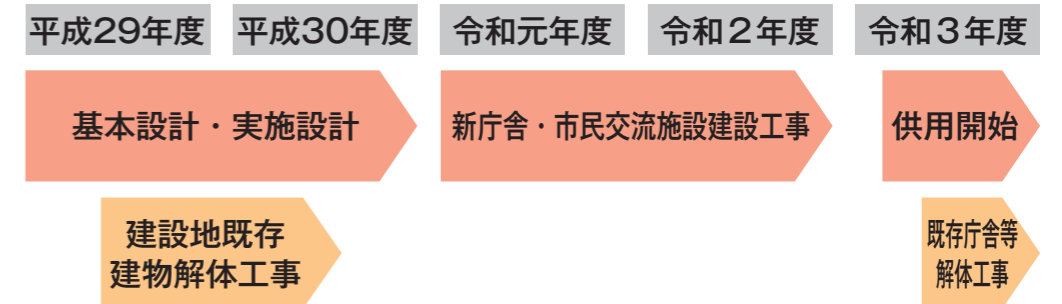 平成29年度 平成30年度 令和元年度 令和２年度 令和３年度
基本設計・実施設計 新庁舎・市民交流施設建設工事 供用開始
建設地既存
建物解体工事
既存庁舎等
解体工事